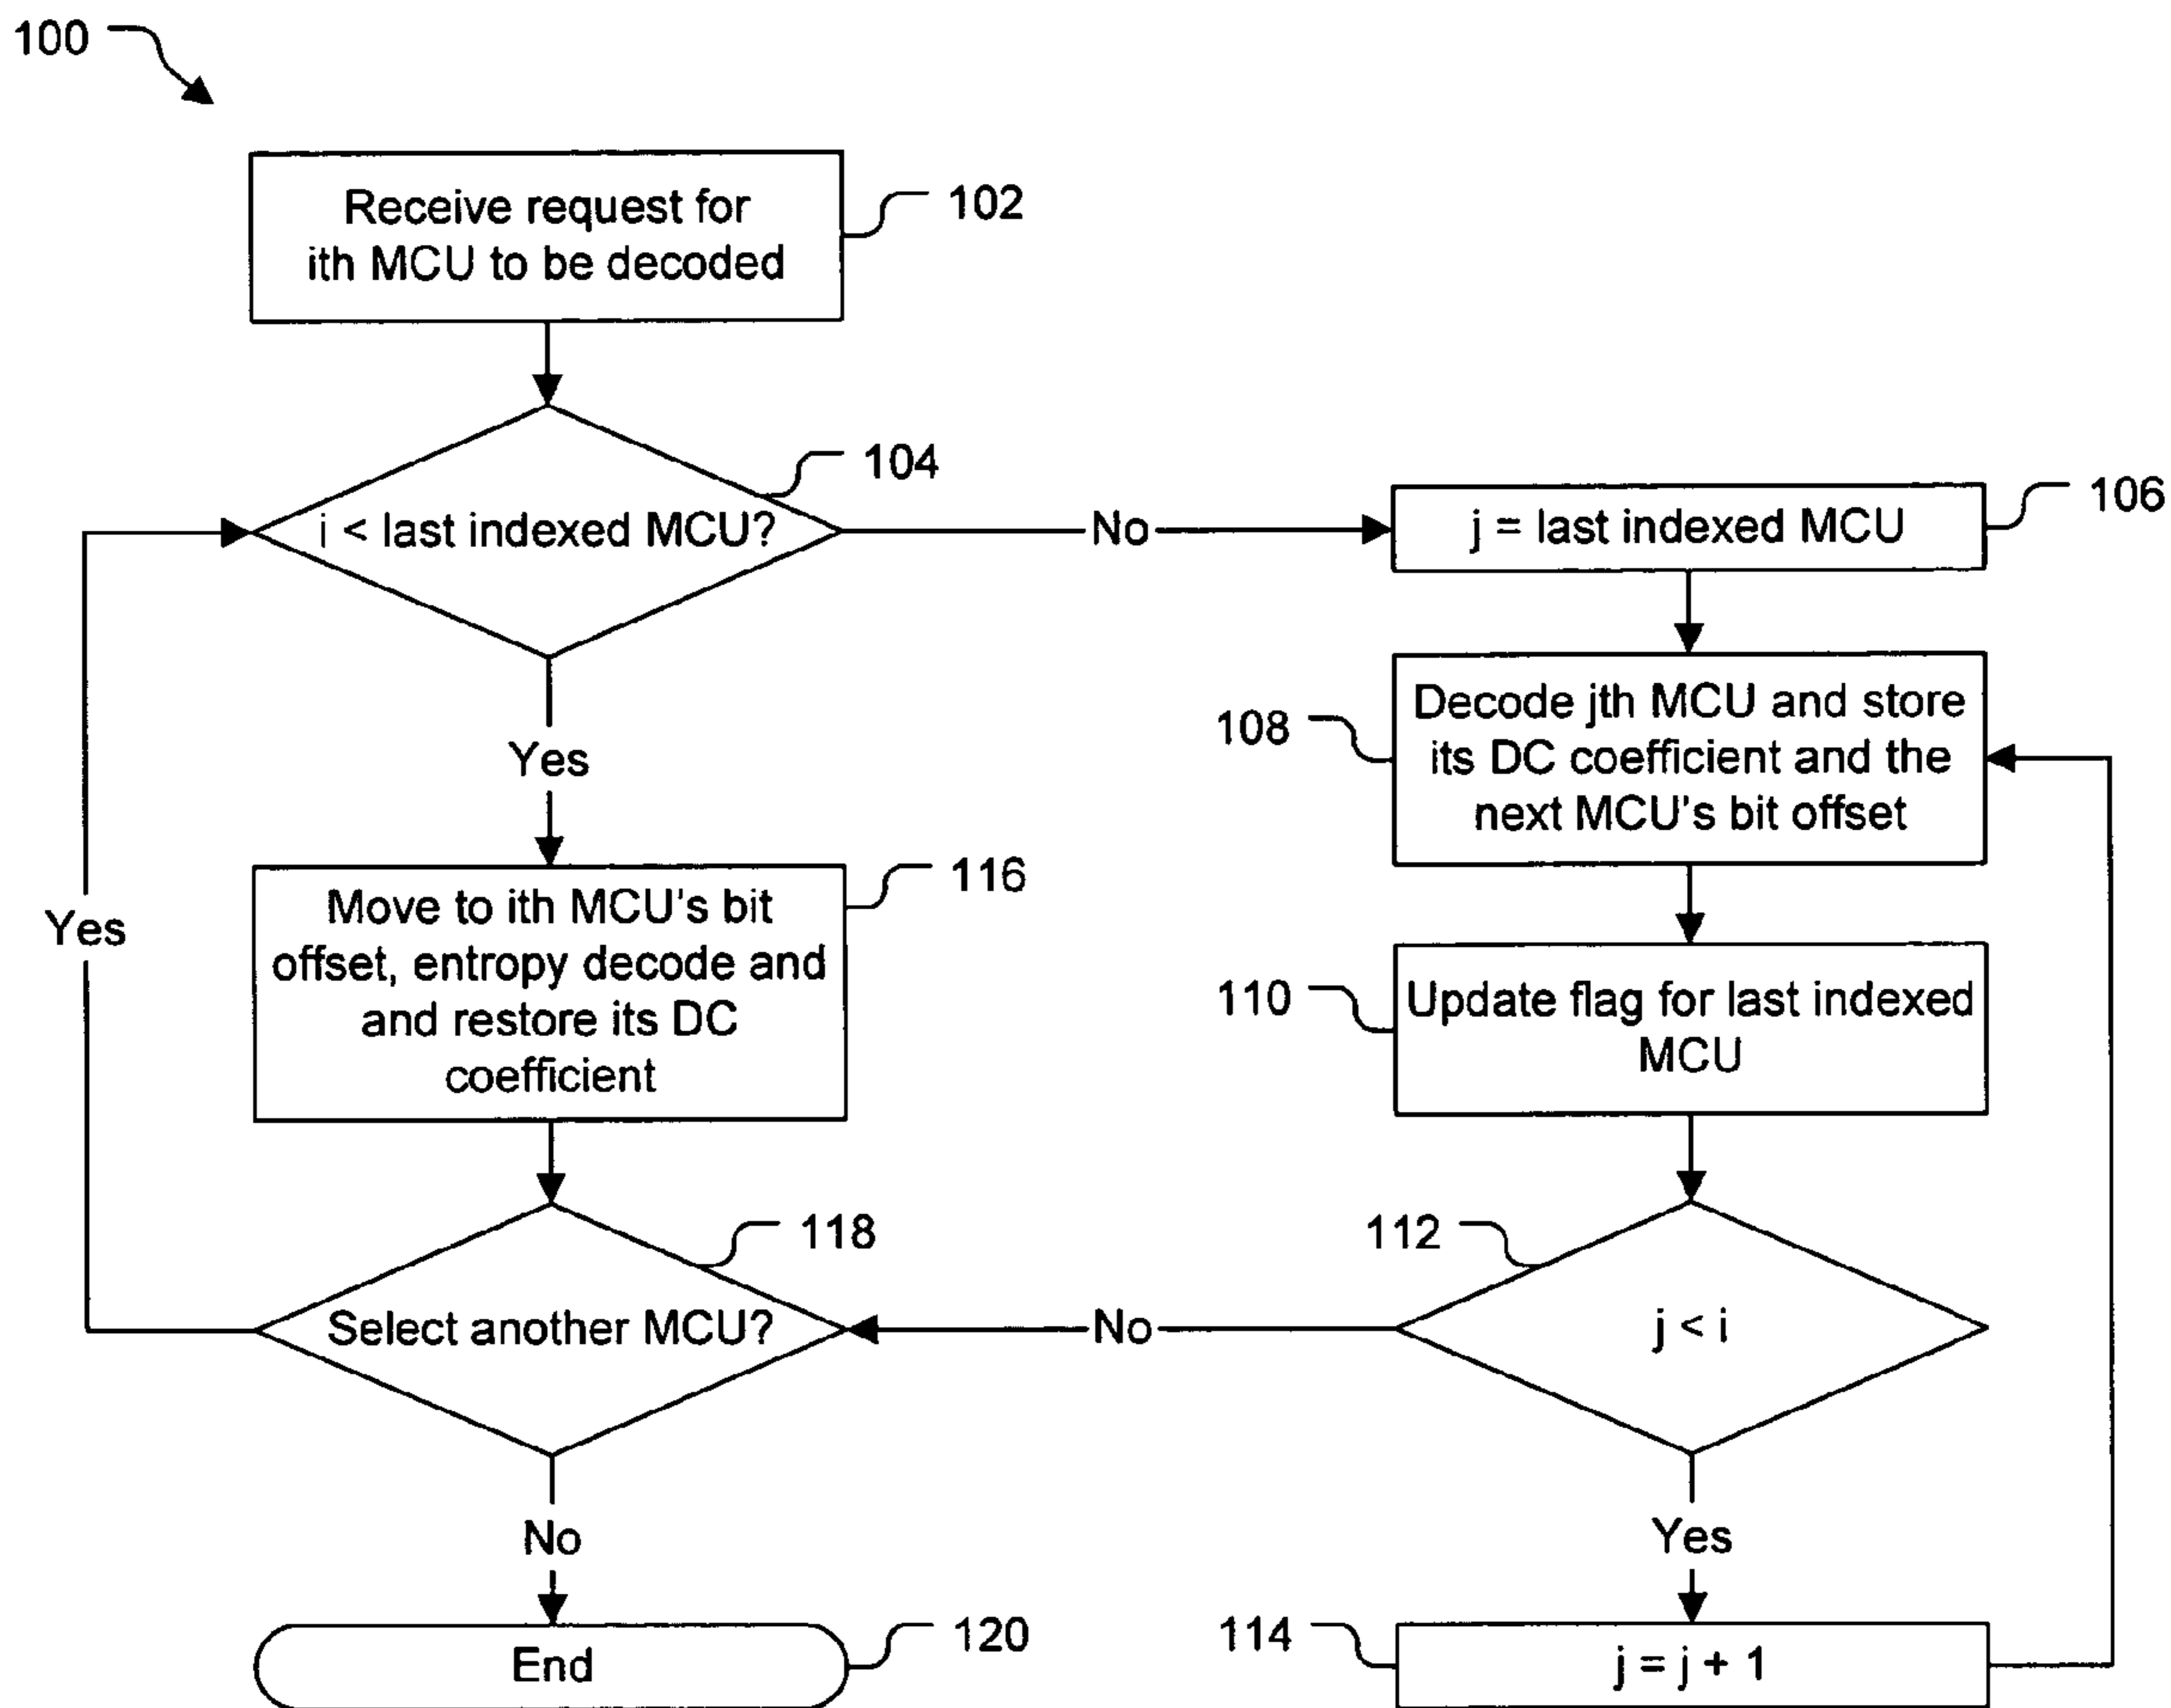 100
Receive request for
ith MCU to be decoded
102
i < last indexed MCU?
104
No
j = last indexed MCU
106
Yes
Decode jth MCU and store
its DC coefficient and the
next MCU's bit offset
108
Move to ith MCU's bit
offset, entropy decode and
and restore its DC
coefficient
116
Yes
Update flag for last indexed
MCU
110
Select another MCU?
118
No
j < i
112
No
Yes
End
120
j = j + 1
114